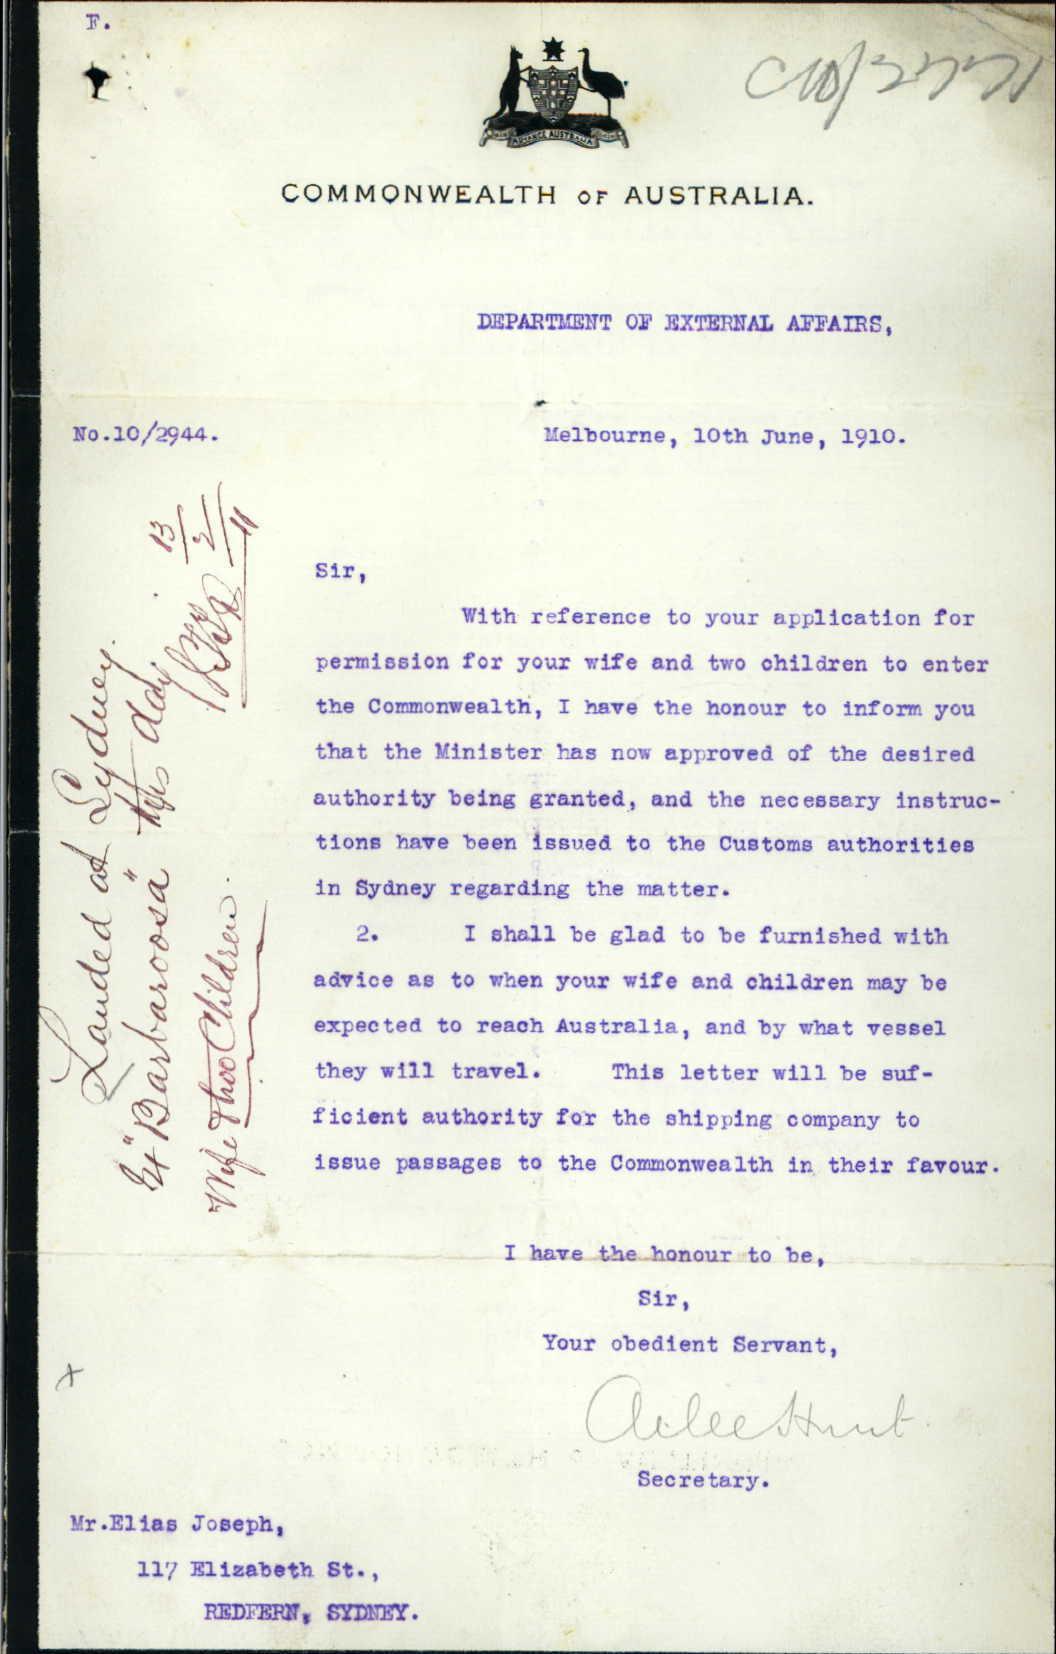 F.
C10/2771
ADVANCE AUSTRALIA
COMMONWEALTH OF AUSTRALIA.
DEPARTMENT OF EXTERNAL AFFAIRS,
No.10/2944.
Melbourne, 10th June, 1910.
Sir,
With reference to your application for
permission for your wife and two children to enter
the Commonwealth, I have the honour to inform you
that the Minister has now approved of the desired
authority being granted, and the necessary instruc-
tions have been issued to the Customs authorities
in Sydney regarding the matter.
2. I shall be glad to be furnished with
advice as to when your wife and children may be
expected to reach Australia, and by what vessel
they will travel. This letter will be suf-
ficient authority for the shipping company to
issue passages to the Commonwealth in their favour.
I have the honour to be,
Sir,
Your obedient Servant,
Atlee Hunt
Secretary.
Mr.Elias Joseph,
117 Elizabeth St.,
REDFERN, SYDNEY.
Landed at Sydney
Ex "Barbaroosa" this day
13/2/11
Wife & two Children.
x